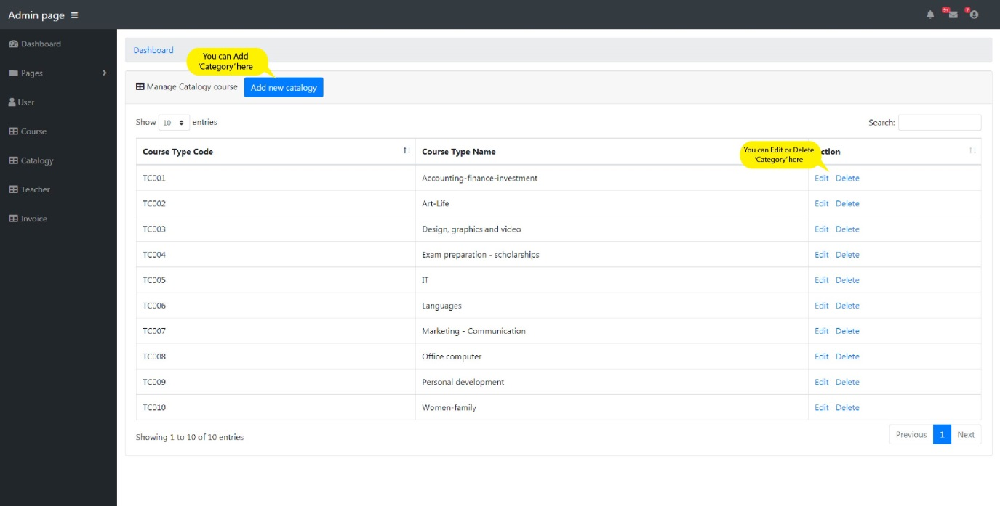 Admin page
9+
7
Dashboard
Pages
User
Course
Catalogy
Teacher
Invoice
Dashboard
You can Add
'Category' here
Manage Catalogy course
Add new catalogy
Show 10 entries
Search:
You can Edit or Delete
'Category' here
Course Type Code Course Type Name ction
TC001 Accounting-finance-investment Edit Delete
TC002 Art-Life Edit Delete
TC003 Design, graphics and video Edit Delete
TC004 Exam preparation - scholarships Edit Delete
TC005 IT Edit Delete
TC006 Languages Edit Delete
TC007 Marketing - Communication Edit Delete
TC008 Office computer Edit Delete
TC009 Personal development Edit Delete
TC010 Women-family Edit Delete
Showing 1 to 10 of 10 entries
Previous 1 Next